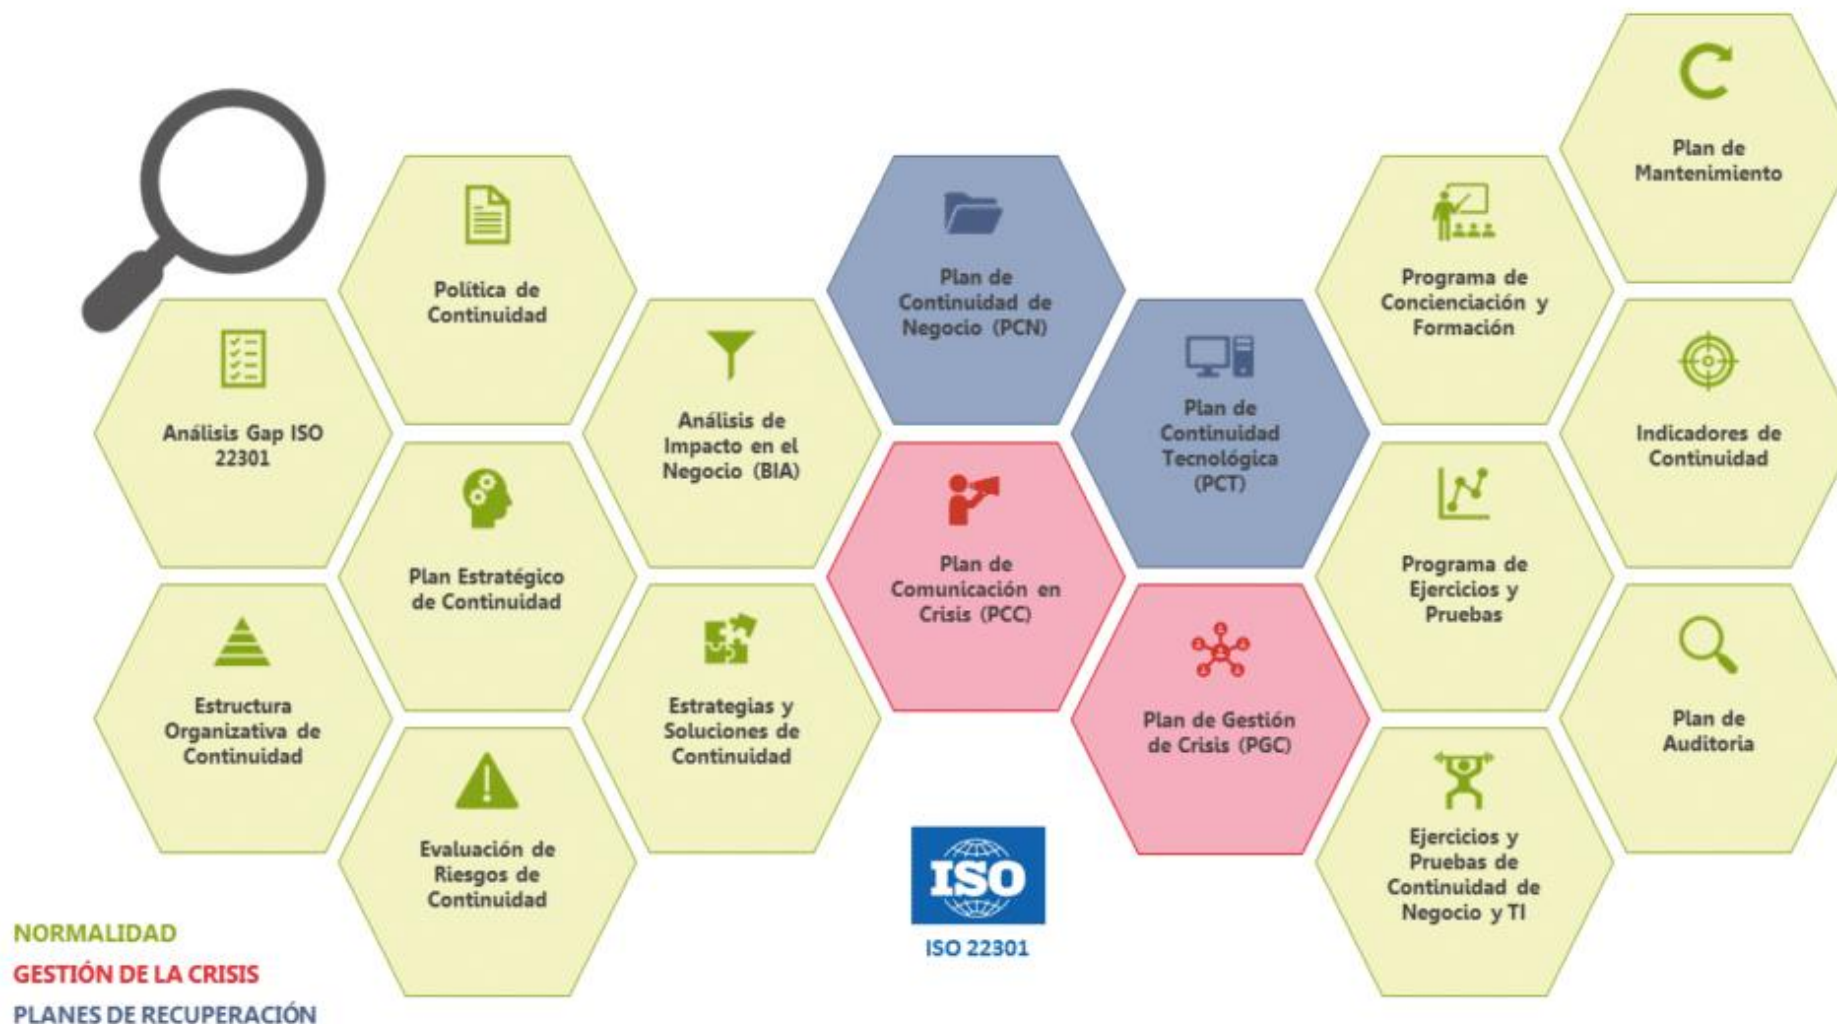 Análisis Gap ISO
22301
Estructura
Organizativa de
Continuidad
Política de
Continuidad
Plan Estratégico
de Continuidad
Evaluación de
Riesgos de
Continuidad
Análisis de
Impacto en el
Negocio (BIA)
Estrategias y
Soluciones de
Continuidad
Plan de
Continuidad de
Negocio (PCN)
Plan de
Comunicación en
Crisis (PCC)
Plan de
Continuidad
Tecnológica
(PCT)
Plan de Gestión
de Crisis (PGC)
Programa de
Concienciación y
Formación
Programa de
Ejercicios y
Pruebas
Ejercicios y
Pruebas de
Continuidad de
Negocio y TI
Plan de
Mantenimiento
Indicadores de
Continuidad
Plan de
Auditoria
ISO
ISO 22301
NORMALIDAD
GESTIÓN DE LA CRISIS
PLANES DE RECUPERACIÓN